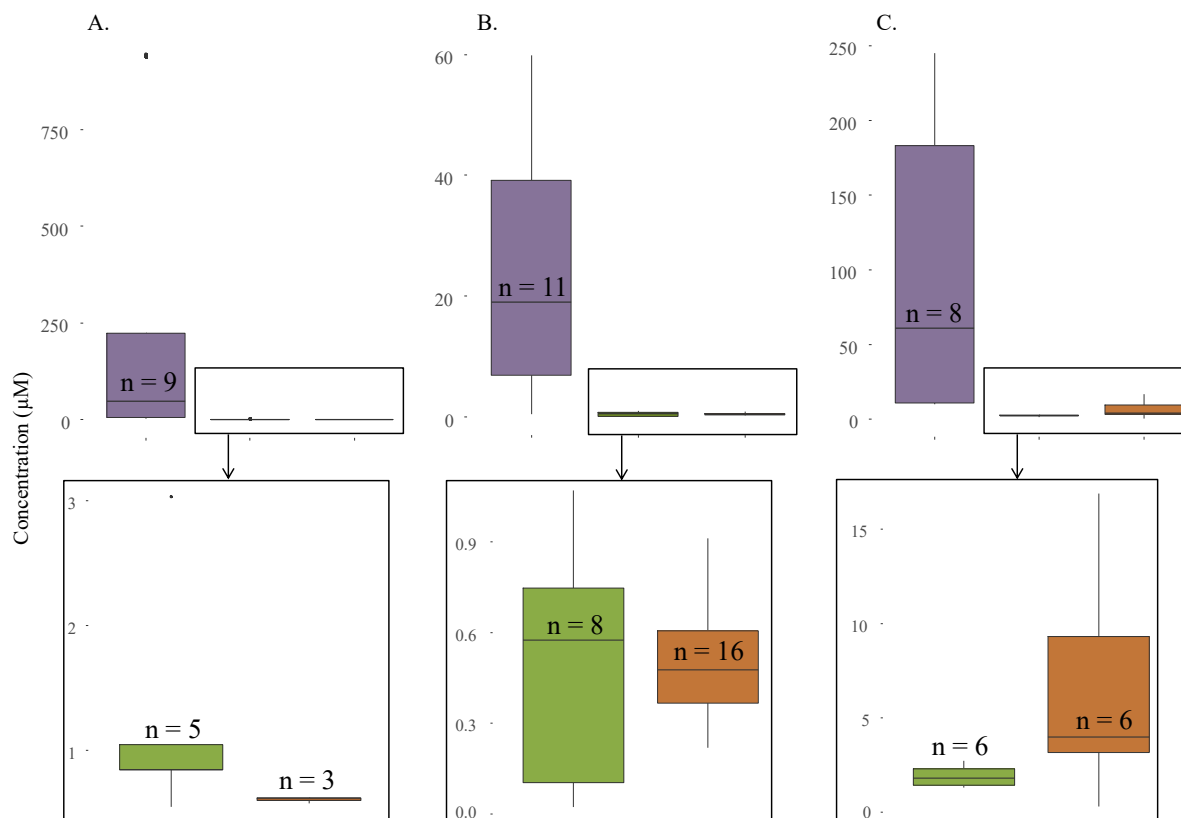 A.
B.
C.
Concentration (µM)
750
500
250
0
n = 9
60
40
20
0
n = 11
250
200
150
100
50
0
n = 8
3
2
1
n = 5
n = 3
0.9
0.6
0.3
0.0
n = 8
n = 16
15
10
5
0
n = 6
n = 6